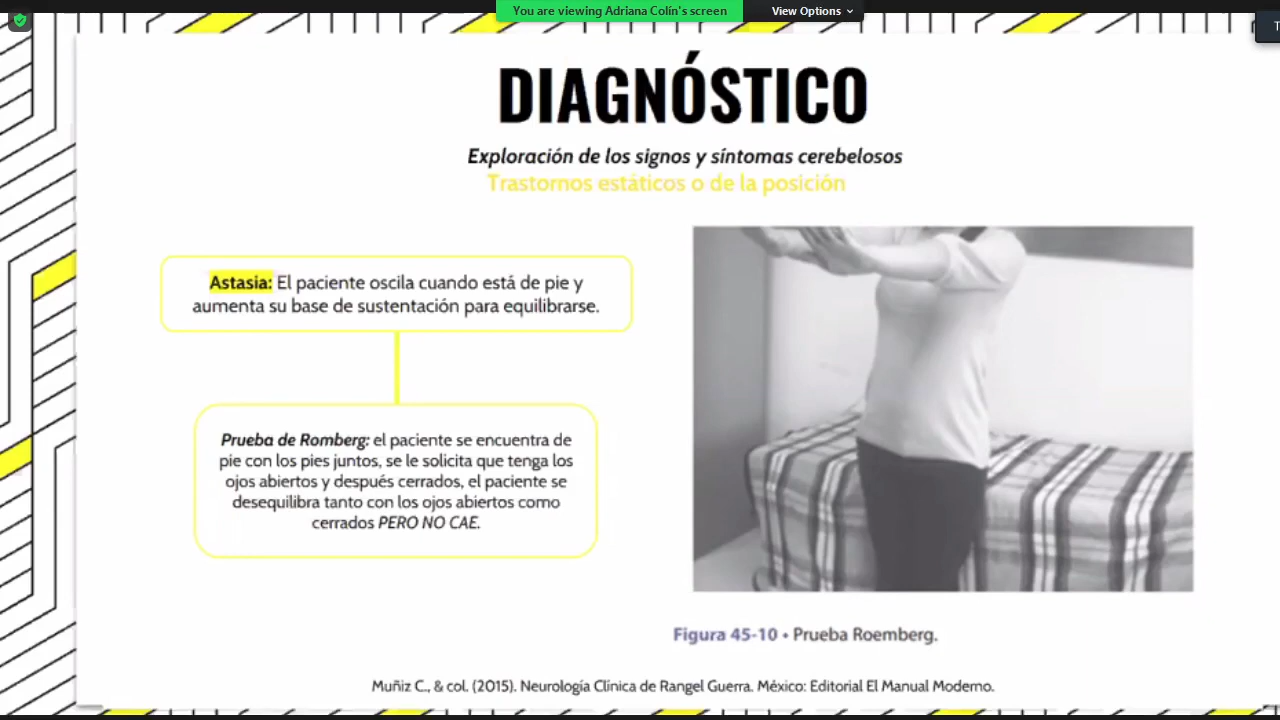 You are viewing Adriana Colín's screen
View Options
T
DIAGNÓSTICO
Exploración de los signos y síntomas cerebelosos
Trastornos estáticos o de la posición
Astasia: El paciente oscila cuando está de pie y
aumenta su base de sustentación para equilibrarse.
Prueba de Romberg: el paciente se encuentra de
pie con los pies juntos, se le solicita que tenga los
ojos abiertos y después cerrados, el paciente se
desequilibra tanto con los ojos abiertos como
cerrados PERO NO CAE.
Figura 45-10 • Prueba Roemberg.
Muñiz C., & col. (2015). Neurología Clínica de Rangel Guerra. México: Editorial El Manual Moderno.